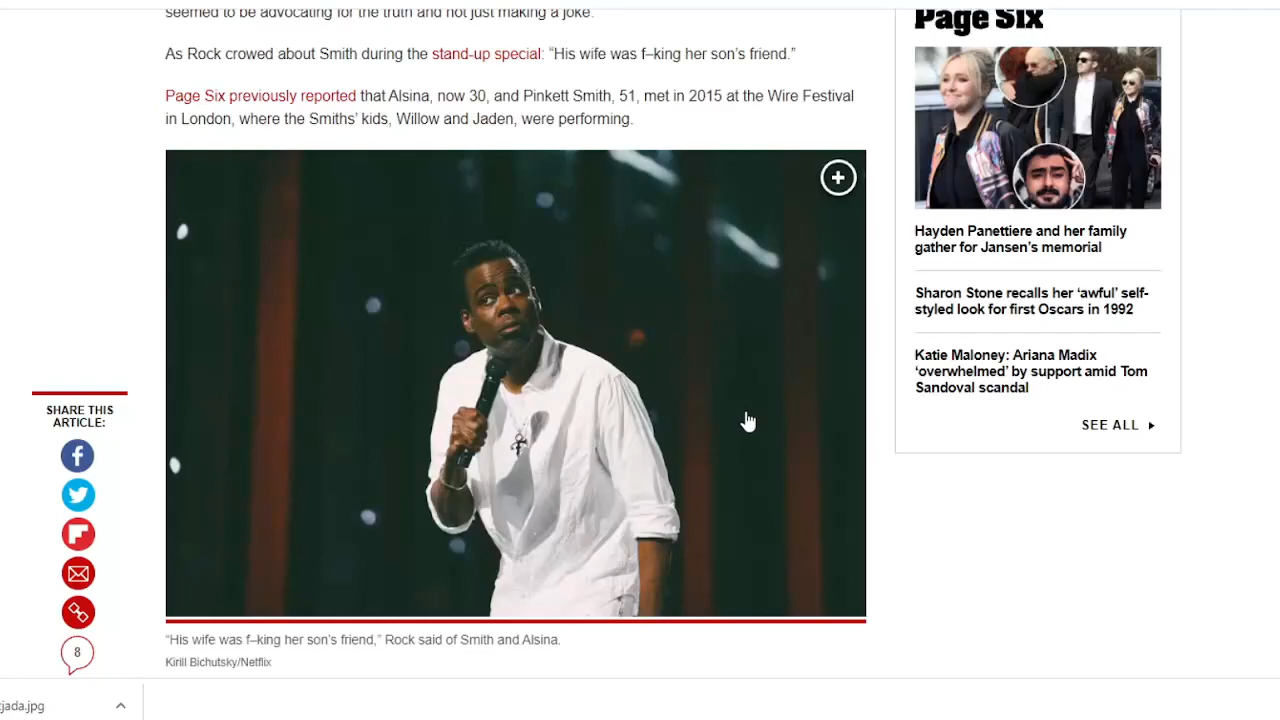 seemed to be advocating for the truth and not just making a joke.
As Rock crowed about Smith during the stand-up special: “His wife was f–king her son’s friend.”
Page Six previously reported that Alsina, now 30, and Pinkett Smith, 51, met in 2015 at the Wire Festival
in London, where the Smiths’ kids, Willow and Jaden, were performing.
“His wife was f–king her son’s friend,” Rock said of Smith and Alsina.
Kirill Bichutsky/Netflix
SHARE THIS
ARTICLE:
8
Page Six
Hayden Panettiere and her family
gather for Jansen’s memorial
Sharon Stone recalls her ‘awful’ self-
styled look for first Oscars in 1992
Katie Maloney: Ariana Madix
‘overwhelmed’ by support amid Tom
Sandoval scandal
SEE ALL
jada.jpg